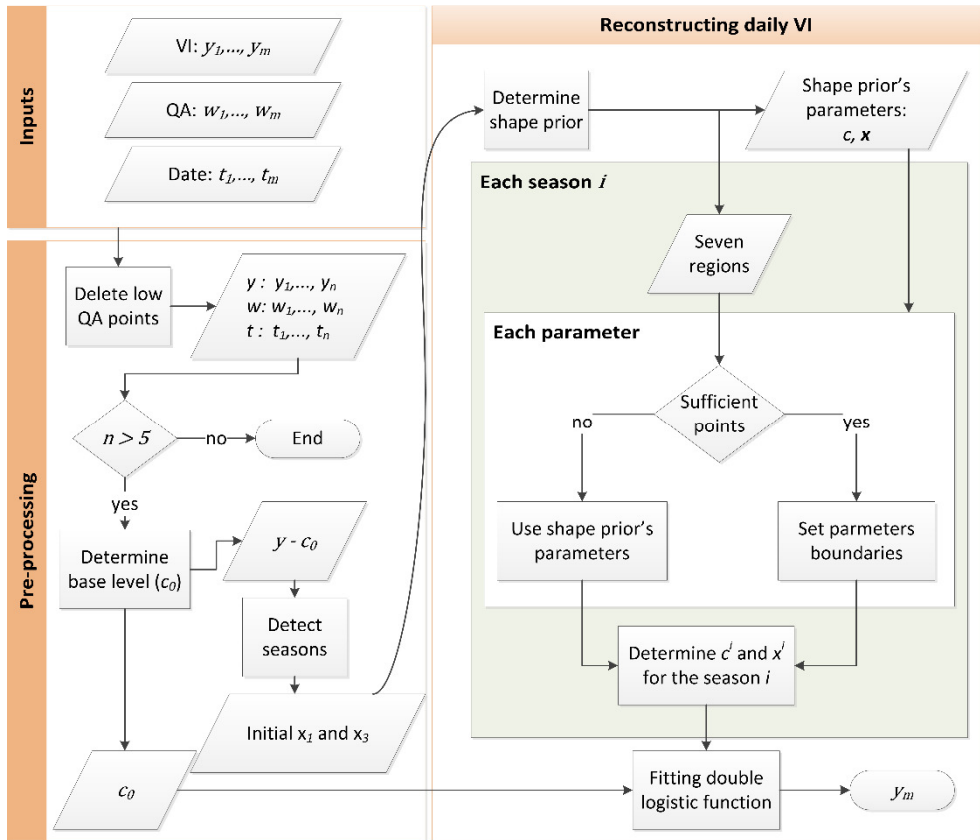 Inputs
VI: y₁,..., yₘ
QA: w₁,..., wₘ
Date: t₁,..., tₘ
Pre-processing
Delete low
QA points
y : y₁,..., yₙ
w: w₁,..., wₙ
t : t₁,..., tₙ
n > 5
no
End
yes
Determine
base level (c₀)
y - c₀
Detect
seasons
Initial x₁ and x₃
c₀
Reconstructing daily VI
Determine
shape prior
Shape prior's
parameters:
c, x
Each season i
Seven
regions
Each parameter
Sufficient
points
no
yes
Use shape prior's
parameters
Set parmeters
boundaries
Determine cⁱ and xⁱ
for the season i
Fitting double
logistic function
yₘ